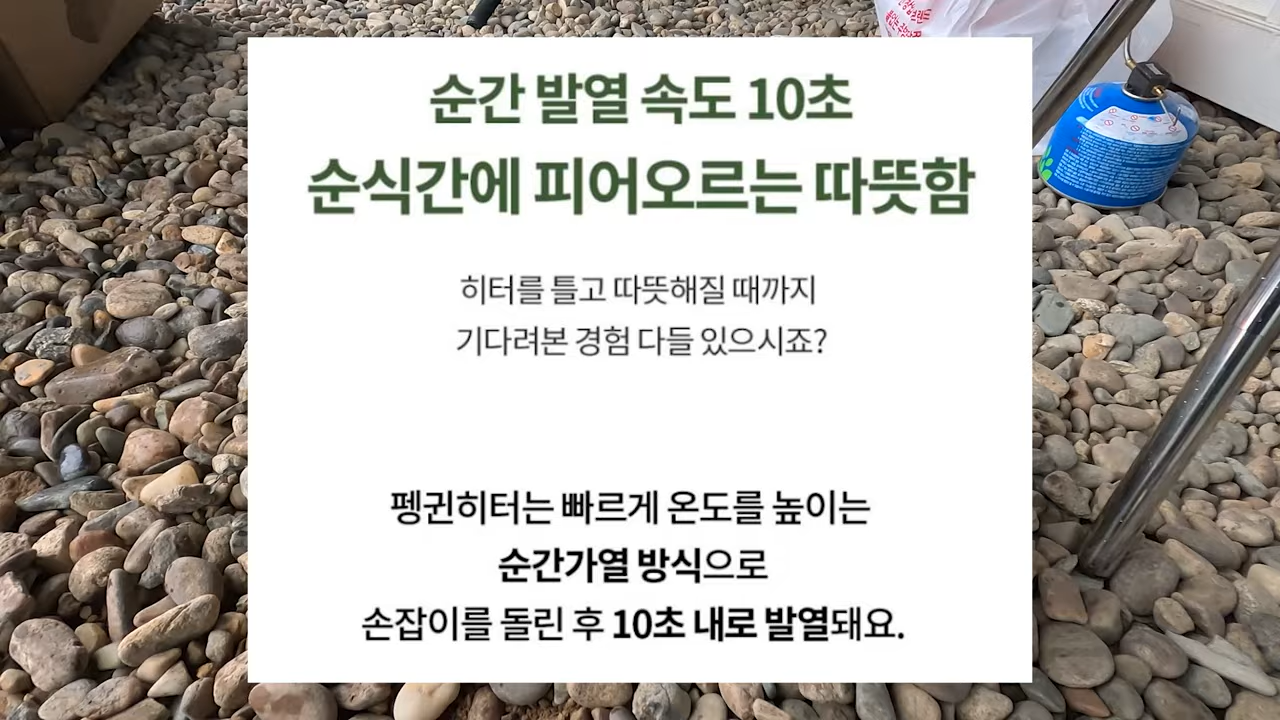 순간 발열 속도 10초
순식간에 피어오르는 따뜻함
히터를 틀고 따뜻해질 때까지
기다려본 경험 다들 있으시죠?
펭귄히터는 빠르게 온도를 높이는
순간가열 방식으로
손잡이를 돌린 후 10초 내로 발열돼요.